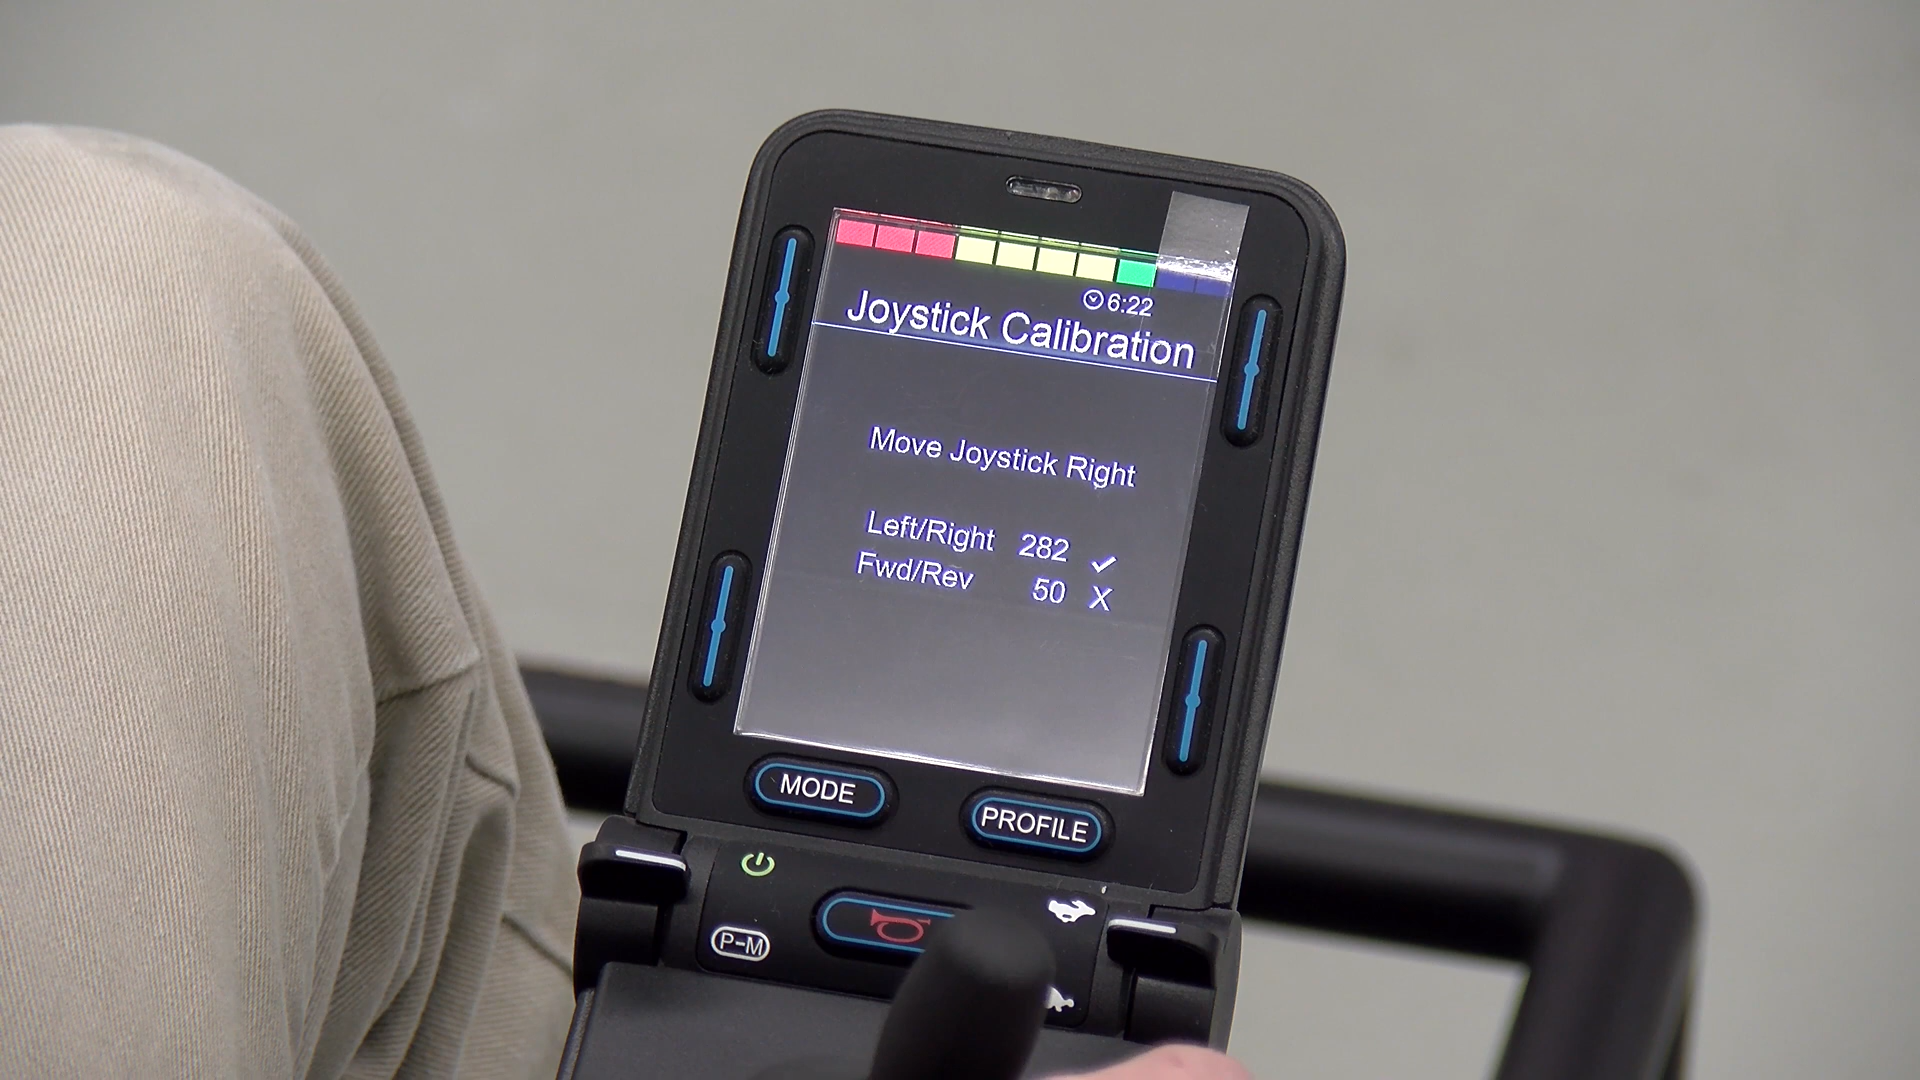 6:22
Joystick Calibration
Move Joystick Right
Left/Right 282 ✓
Fwd/Rev 50 X
MODE
PROFILE
P-M